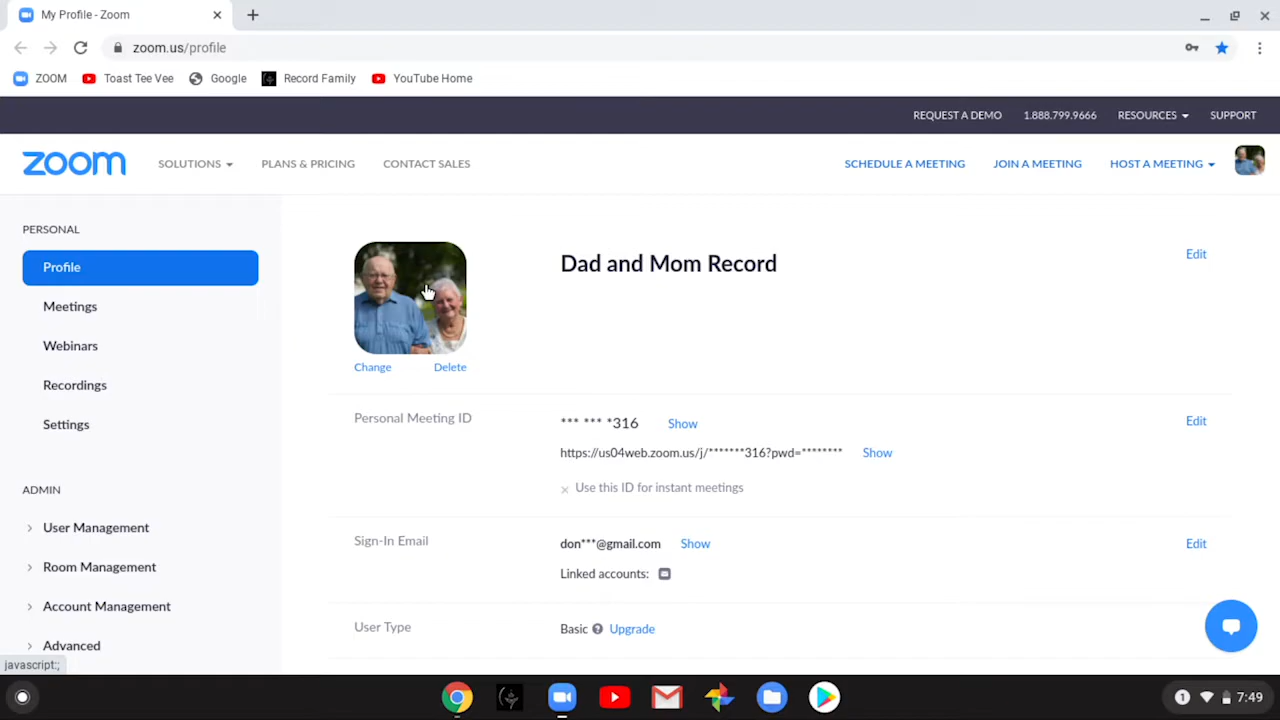 My Profile - Zoom
zoom.us/profile
ZOOM Toast Tee Vee Google Record Family YouTube Home
REQUEST A DEMO 1.888.799.9666 RESOURCES SUPPORT
zoom SOLUTIONS PLANS & PRICING CONTACT SALES SCHEDULE A MEETING JOIN A MEETING HOST A MEETING
PERSONAL
Profile
Meetings
Webinars
Recordings
Settings
ADMIN
User Management
Room Management
Account Management
Advanced
javascript:;
Dad and Mom Record Edit
Change Delete
Personal Meeting ID *** *** *316 Show Edit
https://us04web.zoom.us/j/*******316?pwd=******** Show
× Use this ID for instant meetings
Sign-In Email don***@gmail.com Show Edit
Linked accounts:
User Type Basic Upgrade
1 7:49